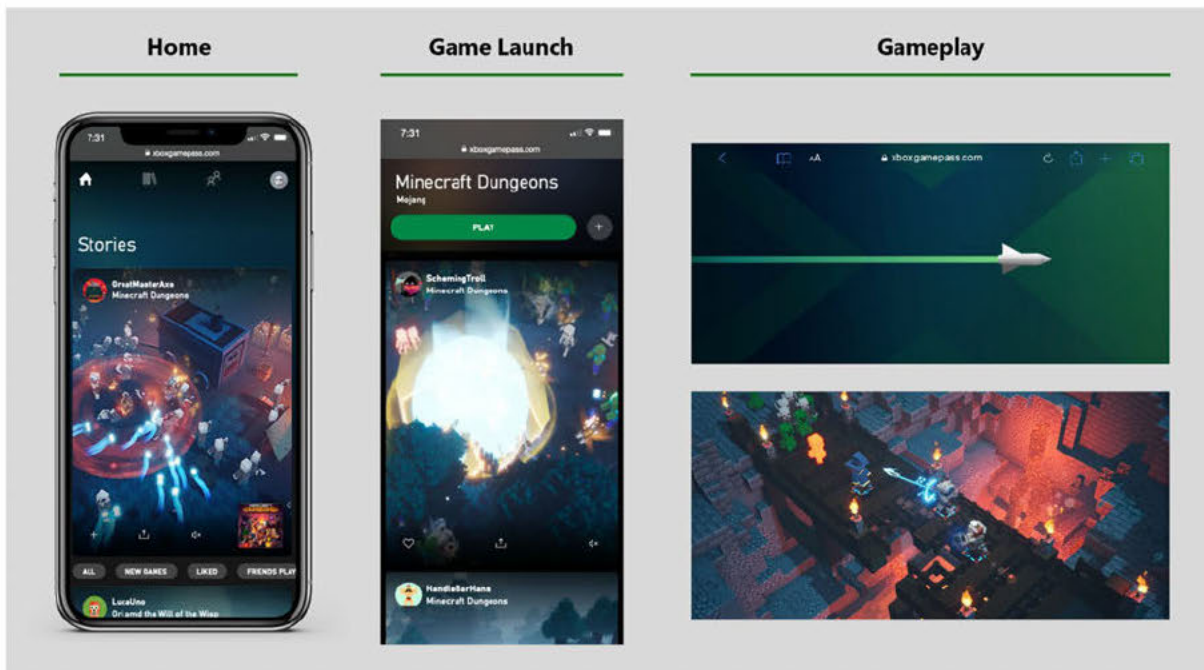 Home
Game Launch
Gameplay
7:31
xboxgamepass.com
Stories
GreatMasterAxe
Minecraft Dungeons
ALL
NEW GAMES
LIKED
FRIENDS PLAY
LucaUno
Ori amd the Will of the Wisp
7:31
xboxgamepass.com
Minecraft Dungeons
Mojang
PLAY
SchemingTroll
Minecraft Dungeons
HandleBarHans
Minecraft Dungeons
AA
xboxgamepass.com